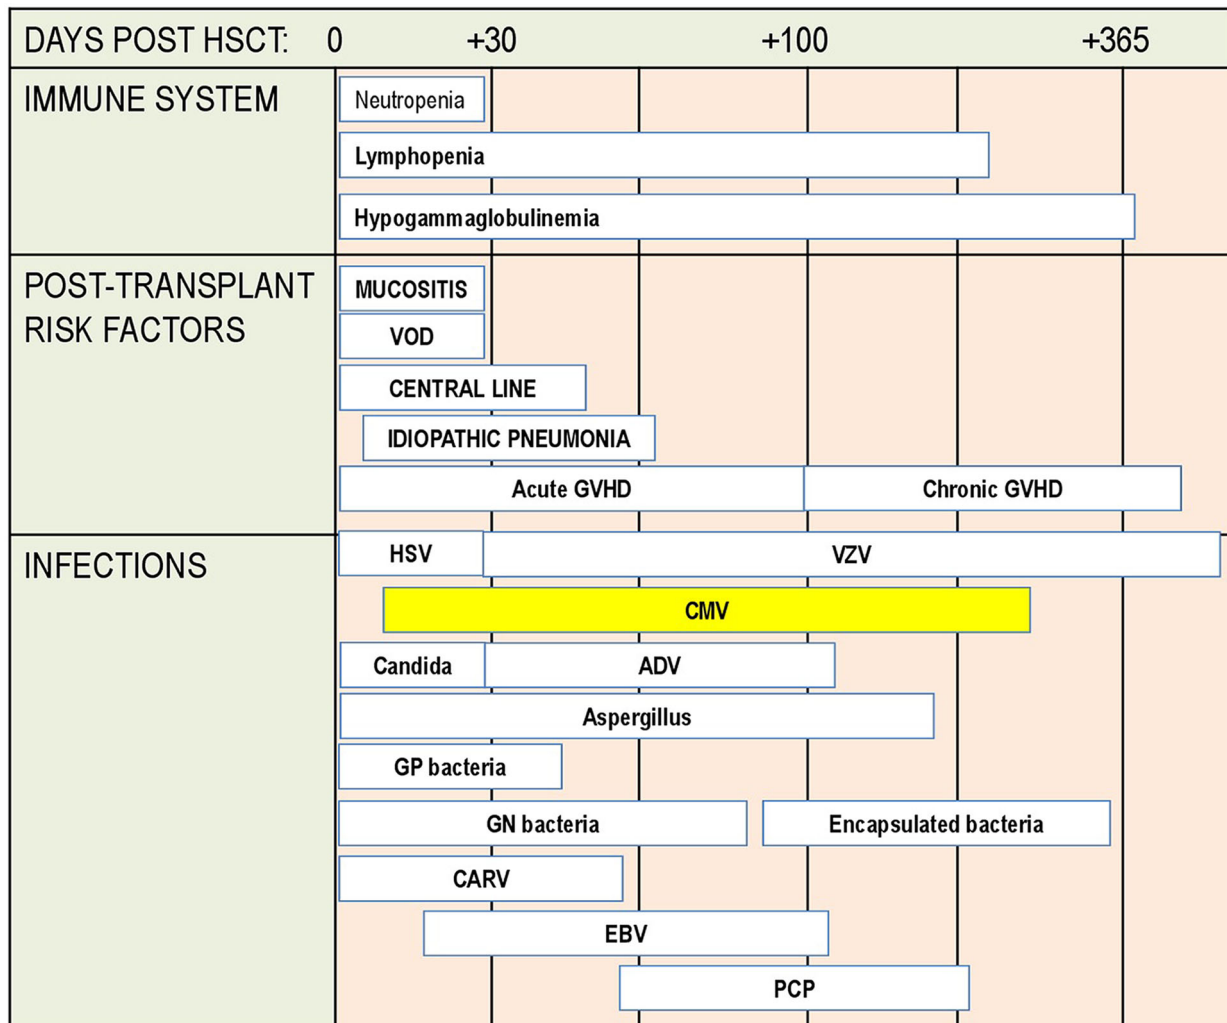 DAYS POST HSCT: 0 +30 +100 +365
IMMUNE SYSTEM
Neutropenia
Lymphopenia
Hypogammaglobulinemia
POST-TRANSPLANT
RISK FACTORS
MUCOSITIS
VOD
CENTRAL LINE
IDIOPATHIC PNEUMONIA
Acute GVHD Chronic GVHD
INFECTIONS
HSV VZV
CMV
Candida ADV
Aspergillus
GP bacteria
GN bacteria Encapsulated bacteria
CARV
EBV
PCP